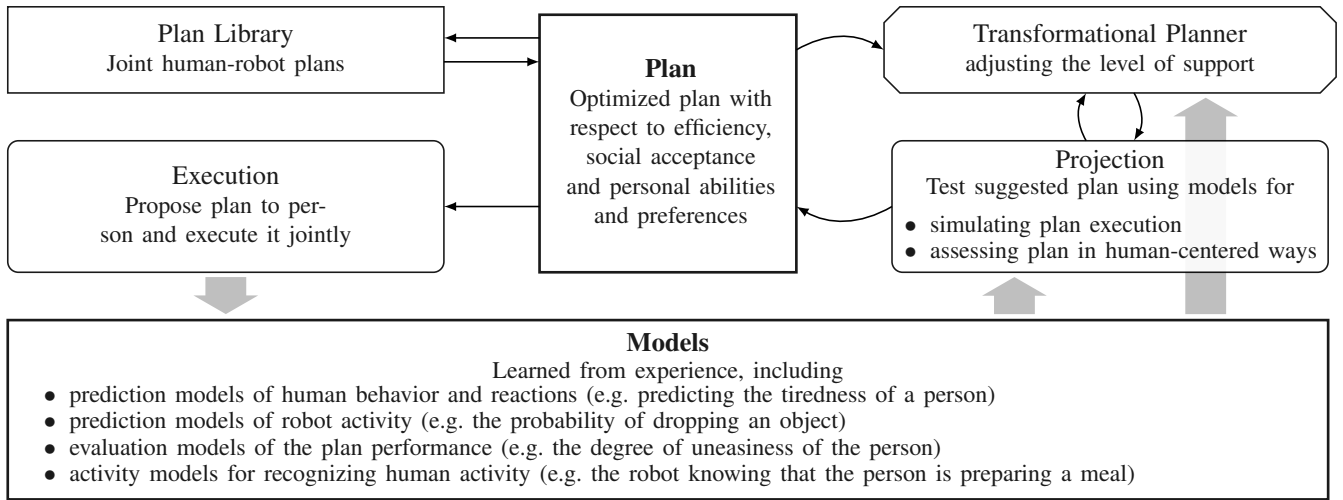 Plan Library
Joint human-robot plans
Execution
Propose plan to per-
son and execute it jointly
Plan
Optimized plan with
respect to efficiency,
social acceptance
and personal abilities
and preferences
Transformational Planner
adjusting the level of support
Projection
Test suggested plan using models for
• simulating plan execution
• assessing plan in human-centered ways
Models
Learned from experience, including
• prediction models of human behavior and reactions (e.g. predicting the tiredness of a person)
• prediction models of robot activity (e.g. the probability of dropping an object)
• evaluation models of the plan performance (e.g. the degree of uneasiness of the person)
• activity models for recognizing human activity (e.g. the robot knowing that the person is preparing a meal)